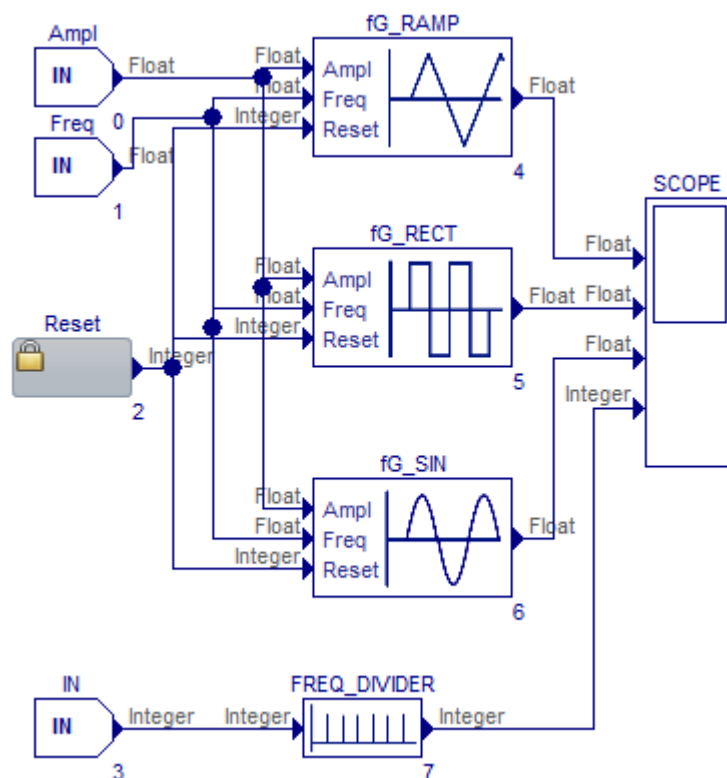 Ampl
IN
Float
0
Freq
IN
Float
1
Reset
Integer
2
fG_RAMP
Float
Float
Integer
Ampl
Freq
Reset
Float
4
fG_RECT
Float
Float
Integer
Ampl
Freq
Reset
Float
5
fG_SIN
Float
Float
Integer
Ampl
Freq
Reset
Float
6
SCOPE
Float
Float
Float
Integer
IN
IN
Integer
3
FREQ_DIVIDER
Integer
Integer
7